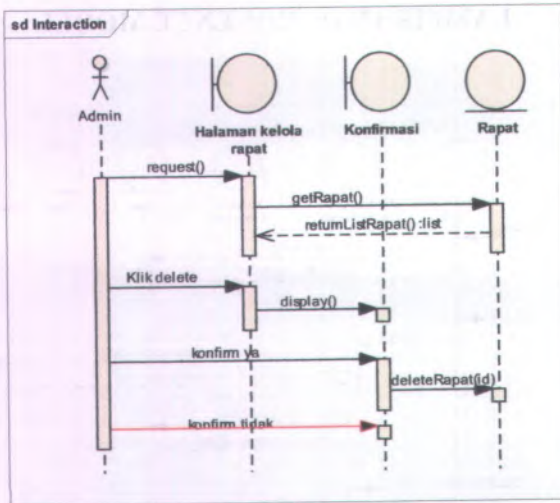 sd Interaction
Admin
Halaman kelola
rapat
Konfirmasi
Rapat
request()
getRapat()
returnListRapat() :list
Klik delete
display()
konfirm ya
deleteRapat(id)
konfirm tidak